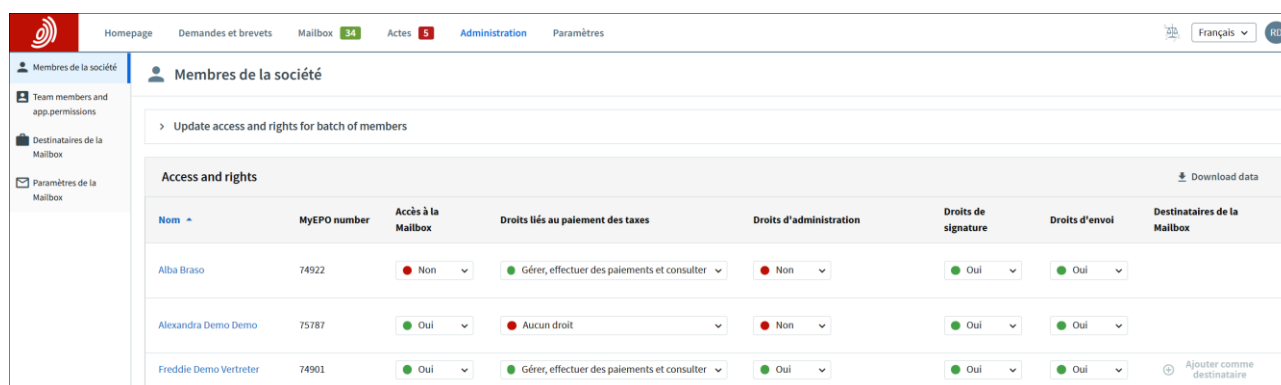 Homepage Demandes et brevets Mailbox 34 Actes 5 Administration Paramètres Français RD
Membres de la société
Team members and
app.permissions
Destinataires de la
Mailbox
Paramètres de la
Mailbox
Membres de la société
Update access and rights for batch of members
Access and rights Download data
Nom MyEPO number Accès à la Mailbox Droits liés au paiement des taxes Droits d'administration Droits de signature Droits d'envoi Destinataires de la Mailbox
Alba Braso 74922 Non Gérer, effectuer des paiements et consulter Non Oui Oui
Alexandra Demo Demo 75787 Oui Aucun droit Non Oui Oui
Freddie Demo Vertreter 74901 Oui Gérer, effectuer des paiements et consulter Oui Oui Oui Ajouter comme destinataire